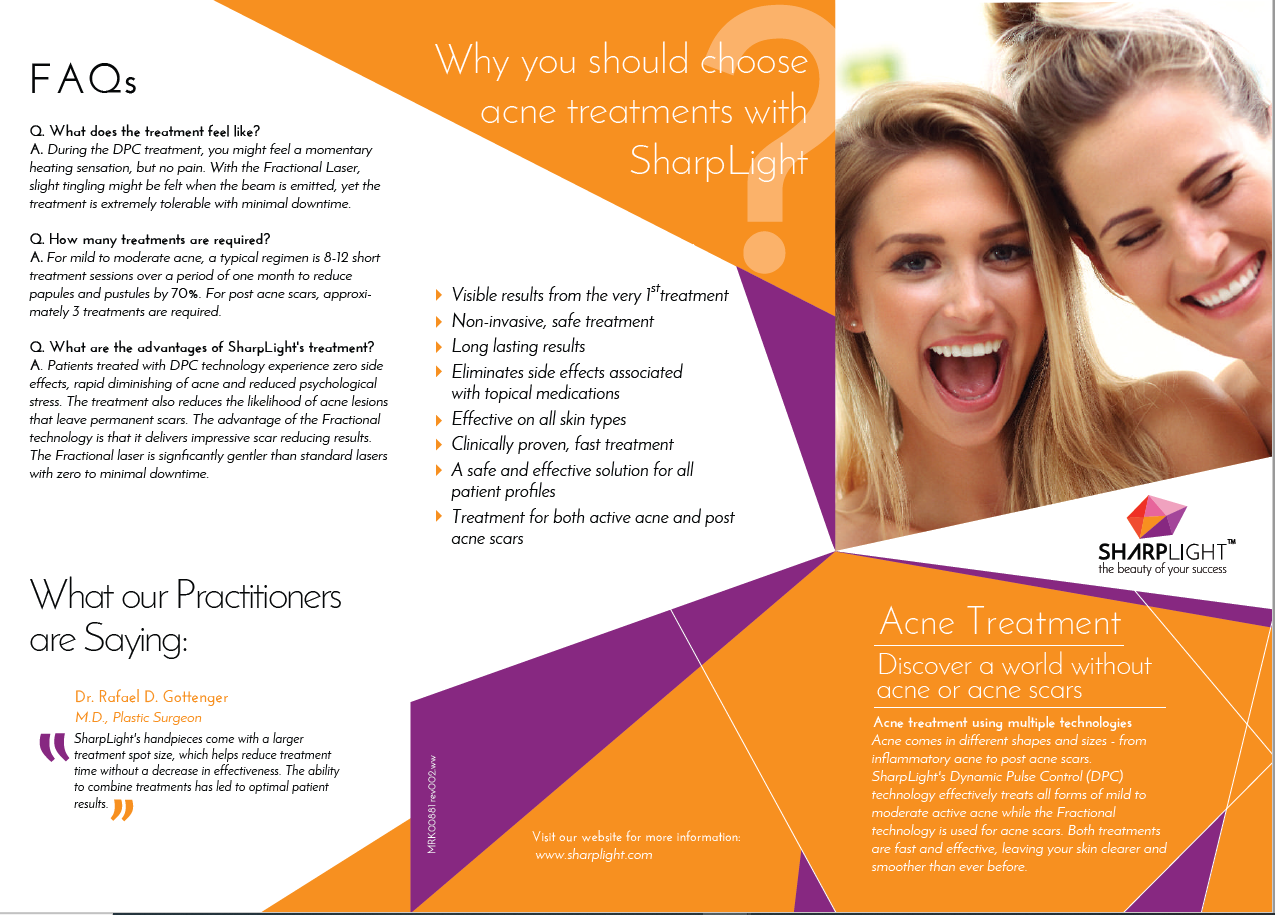 FAQs
Q. What does the treatment feel like?
A. During the DPC treatment, you might feel a momentary
heating sensation, but no pain. With the Fractional Laser,
slight tingling might be felt when the beam is emitted, yet the
treatment is extremely tolerable with minimal downtime.
Q. How many treatments are required?
A. For mild to moderate acne, a typical regimen is 8-12 short
treatment sessions over a period of one month to reduce
papules and pustules by 70%. For post acne scars, approxi-
mately 3 treatments are required.
Q. What are the advantages of SharpLight's treatment?
A. Patients treated with DPC technology experience zero side
effects, rapid diminishing of acne and reduced psychological
stress. The treatment also reduces the likelihood of acne lesions
that leave permanent scars. The advantage of the Fractional
technology is that it delivers impressive scar reducing results.
The Fractional laser is signficantly gentler than standard lasers
with zero to minimal downtime.
What our Practitioners
are Saying:
Dr. Rafael D. Gottenger
M.D., Plastic Surgeon
“SharpLight's handpieces come with a larger
treatment spot size, which helps reduce treatment
time without a decrease in effectiveness. The ability
to combine treatments has led to optimal patient
results.”
?
Why you should choose
acne treatments with
SharpLight
Visible results from the very 1st treatment
Non-invasive, safe treatment
Long lasting results
Eliminates side effects associated
with topical medications
Effective on all skin types
Clinically proven, fast treatment
A safe and effective solution for all
patient profiles
Treatment for both active acne and post
acne scars
MRK00881 rev002.ww
Visit our website for more information:
www.sharplight.com
SHARPLIGHT™
the beauty of your success
Acne Treatment
Discover a world without
acne or acne scars
Acne treatment using multiple technologies
Acne comes in different shapes and sizes - from
inflammatory acne to post acne scars.
SharpLight's Dynamic Pulse Control (DPC)
technology effectively treats all forms of mild to
moderate active acne while the Fractional
technology is used for acne scars. Both treatments
are fast and effective, leaving your skin clearer and
smoother than ever before.